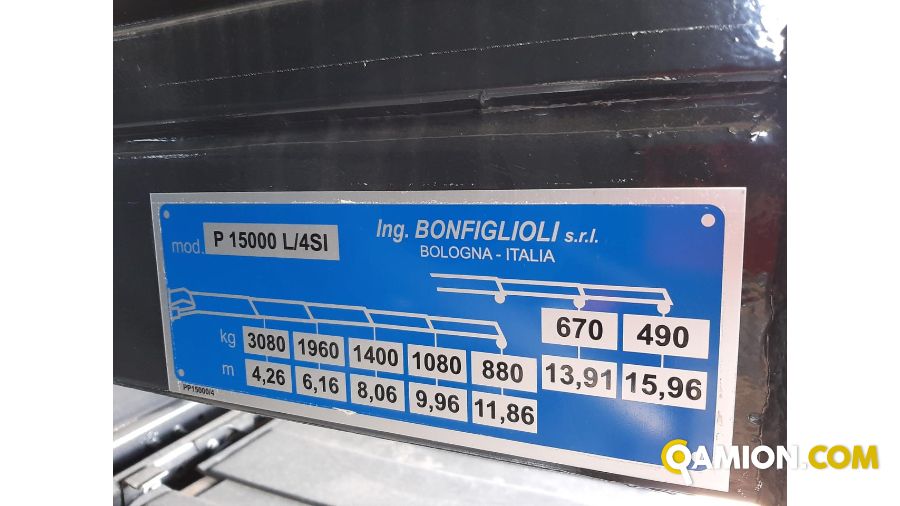 mod. P 15000 L/4SI
Ing. BONFIGLIOLI s.r.l.
BOLOGNA - ITALIA
kg 3080 1960 1400 1080 880 670 490
m 4,26 6,16 8,06 9,96 11,86 13,91 15,96
PP15000/4
QAMION.COM